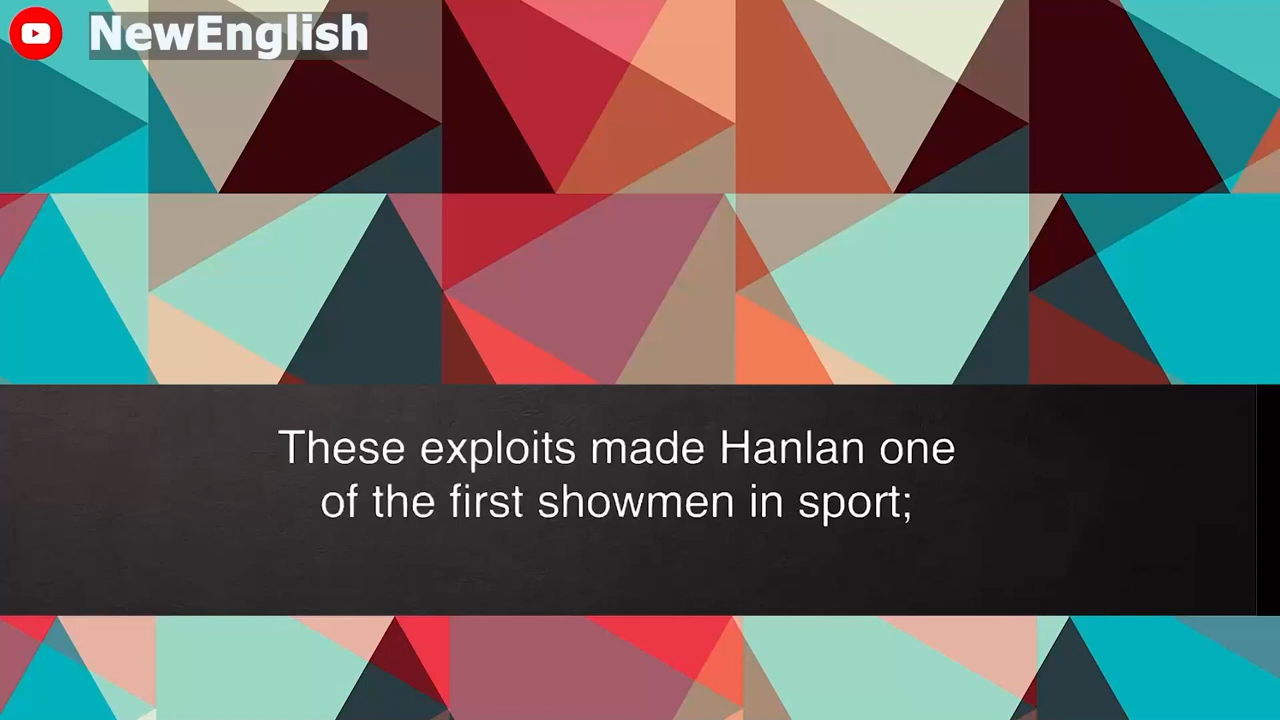 NewEnglish
These exploits made Hanlan one
of the first showmen in sport;